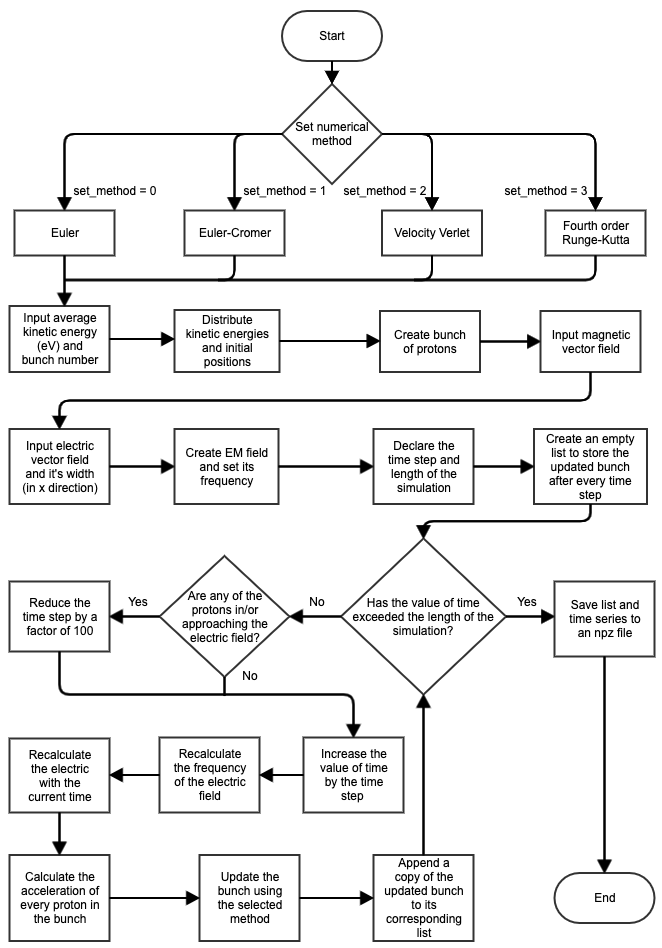 Start
Set numerical
method
set_method = 0
set_method = 1
set_method = 2
set_method = 3
Euler
Euler-Cromer
Velocity Verlet
Fourth order
Runge-Kutta
Input average
kinetic energy
(eV) and
bunch number
Distribute
kinetic energies
and initial
positions
Create bunch
of protons
Input magnetic
vector field
Input electric
vector field
and it's width
(in x direction)
Create EM field
and set its
frequency
Declare the
time step and
length of the
simulation
Create an empty
list to store the
updated bunch
after every time
step
Has the value of time
exceeded the length of the
simulation?
No
Yes
Are any of the
protons in/or
approaching the
electric field?
Yes
No
Reduce the
time step by a
factor of 100
Save list and
time series to
an npz file
Increase the
value of time
by the time
step
Recalculate
the frequency
of the electric
field
Recalculate
the electric
with the
current time
Calculate the
acceleration of
every proton in
the bunch
Update the
bunch using
the selected
method
Append a
copy of the
updated bunch
to its
corresponding
list
End